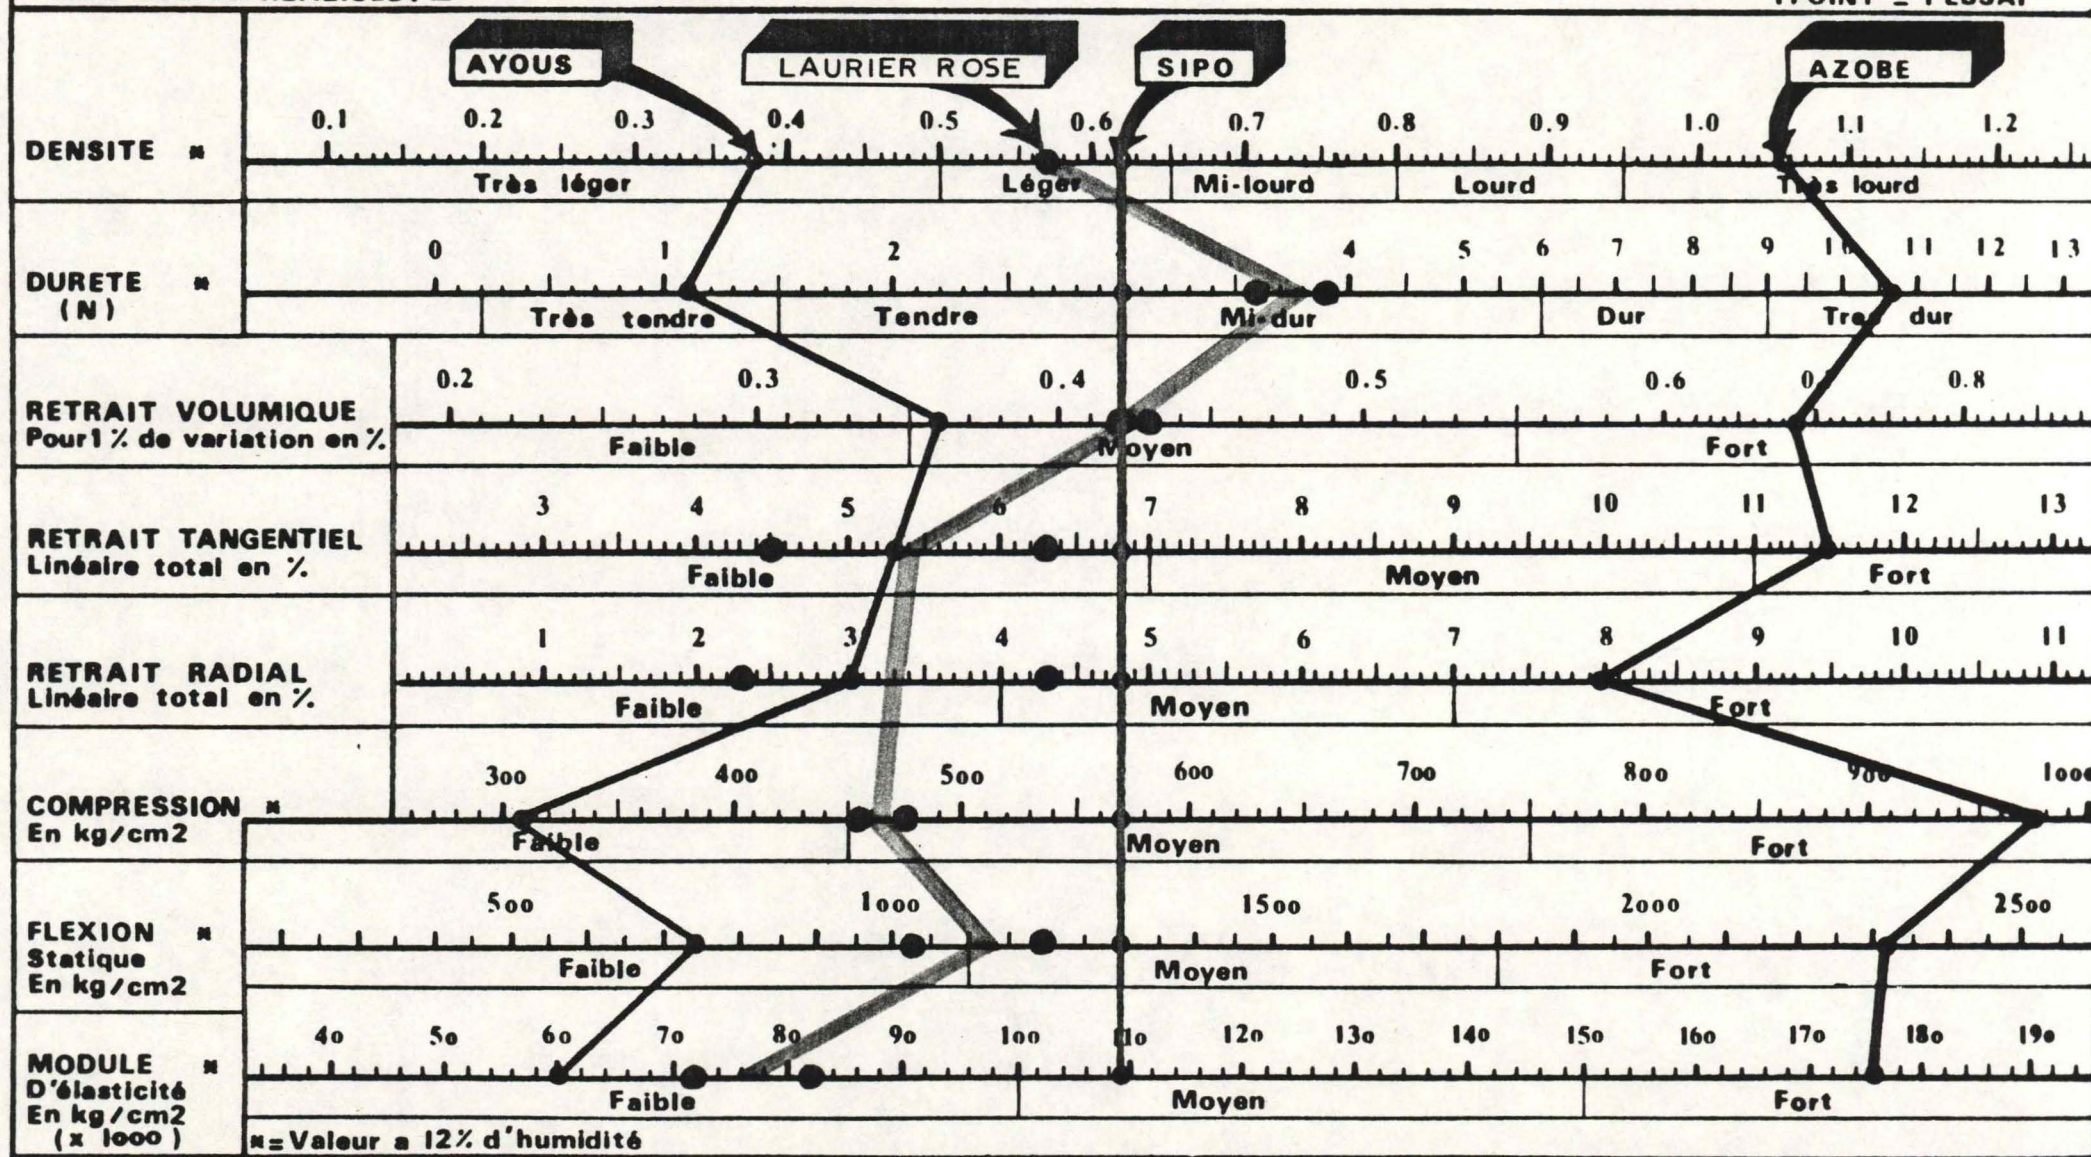 AYOUS LAURIER ROSE SIPO AZOBE
0.1 0.2 0.3 0.4 0.5 0.6 0.7 0.8 0.9 1.0 1.1 1.2
DENSITE *
Très léger Léger Mi-lourd Lourd Très lourd
0 1 2 4 5 6 7 8 9 10 11 12 13
DURETE *
(N)
Très tendre Tendre Mi-dur Dur Tres dur
0.2 0.3 0.4 0.5 0.6 0.8
RETRAIT VOLUMIQUE
Pour 1 % de variation en %
Faible Moyen Fort
3 4 5 6 7 8 9 10 11 12 13
RETRAIT TANGENTIEL
Linéaire total en %
Faible Moyen Fort
1 2 3 4 5 6 7 8 9 10 11
RETRAIT RADIAL
Linéaire total en %
Faible Moyen Fort
300 400 500 600 700 800 900 1000
COMPRESSION *
En kg/cm2
Faible Moyen Fort
500 1000 1500 2000 2500
FLEXION *
Statique
En kg/cm2
Faible Moyen Fort
40 50 60 70 80 90 100 110 120 130 140 150 160 170 180 190
MODULE *
D'élasticité
En kg/cm2
(x 1000)
Faible Moyen Fort
*=Valeur a 12% d'humidité